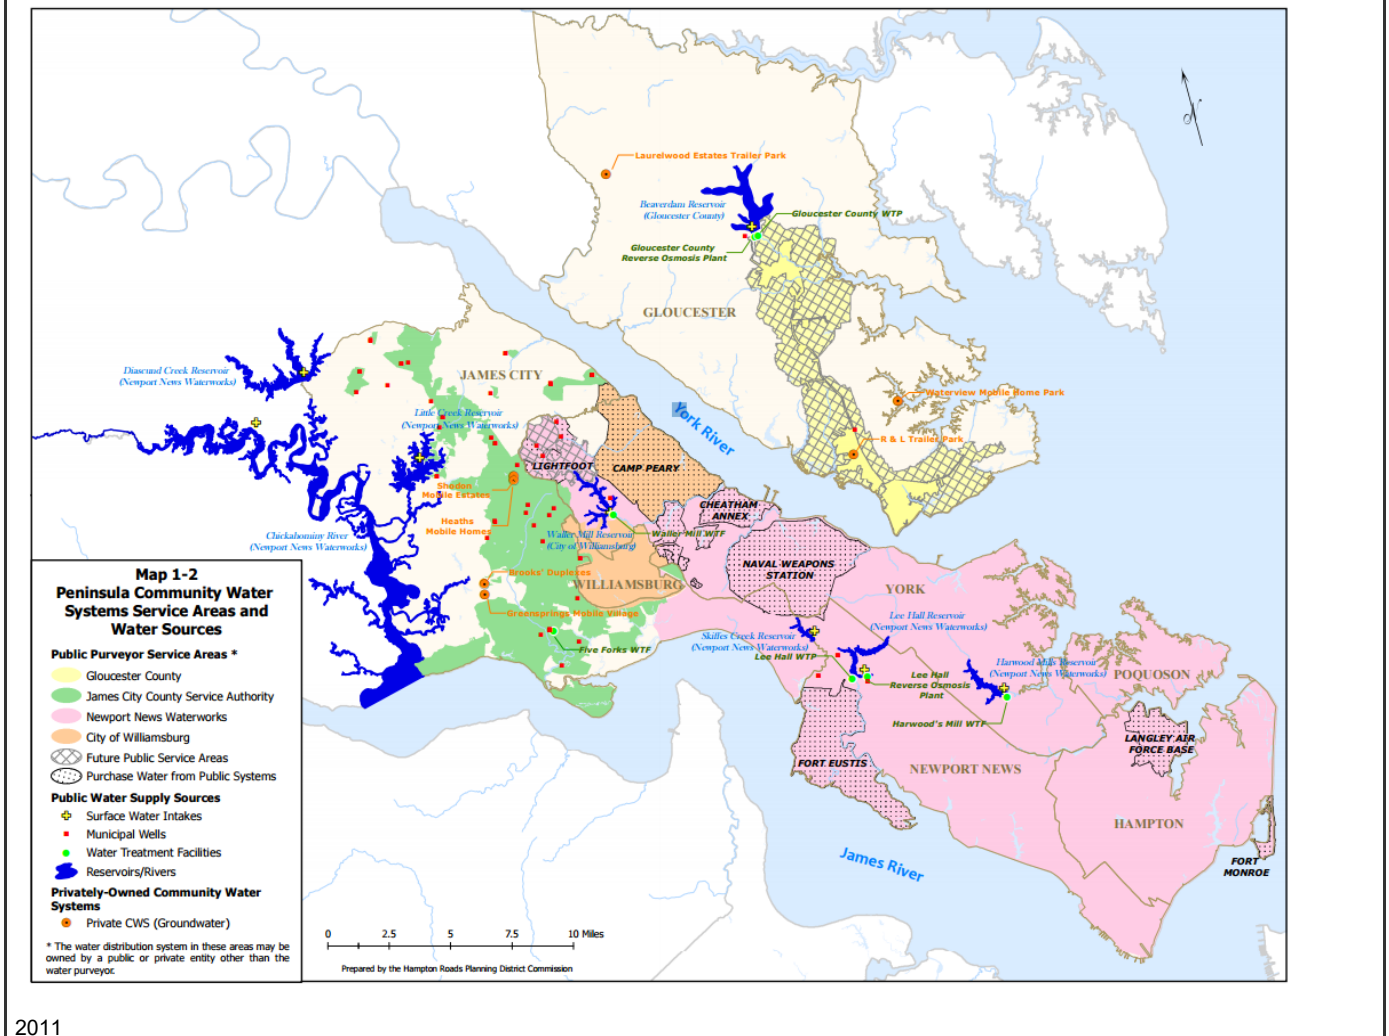 Laurelwood Estates Trailer Park
Beaverdam Reservoir
(Gloucester County)
Gloucester County WTP
Gloucester County
Reverse Osmosis Plant
GLOUCESTER
Diascund Creek Reservoir
(Newport News Waterworks)
JAMES CITY
Little Creek Reservoir
(Newport News Waterworks)
York River
Waterview Mobile Home Park
R & L Trailer Park
LIGHTFOOT
CAMP PEARY
Shodon
Mobile Estates
CHEATHAM
ANNEX
Heaths
Mobile Homes
Chickahominy River
(Newport News Waterworks)
Waller Mill Reservoir
(City of Williamsburg)
Waller Mill WTF
NAVAL WEAPONS
STATION
Brooks' Duplexes
WILLIAMSBURG
YORK
Greensprings Mobile Village
Lee Hall Reservoir
(Newport News Waterworks)
Skiffes Creek Reservoir
(Newport News Waterworks)
Five Forks WTF
Lee Hall WTP
Harwood Mills Reservoir
(Newport News Waterworks)
POQUOSON
Lee Hall
Reverse Osmosis
Plant
Harwood's Mill WTF
LANGLEY AIR
FORCE BASE
FORT EUSTIS
NEWPORT NEWS
HAMPTON
James River
FORT
MONROE
Map 1-2
Peninsula Community Water
Systems Service Areas and
Water Sources
Public Purveyor Service Areas *
Gloucester County
James City County Service Authority
Newport News Waterworks
City of Williamsburg
Future Public Service Areas
Purchase Water from Public Systems
Public Water Supply Sources
Surface Water Intakes
Municipal Wells
Water Treatment Facilities
Reservoirs/Rivers
Privately-Owned Community Water
Systems
Private CWS (Groundwater)
* The water distribution system in these areas may be
owned by a public or private entity other than the
water purveyor.
0 2.5 5 7.5 10 Miles
Prepared by the Hampton Roads Planning District Commission
2011